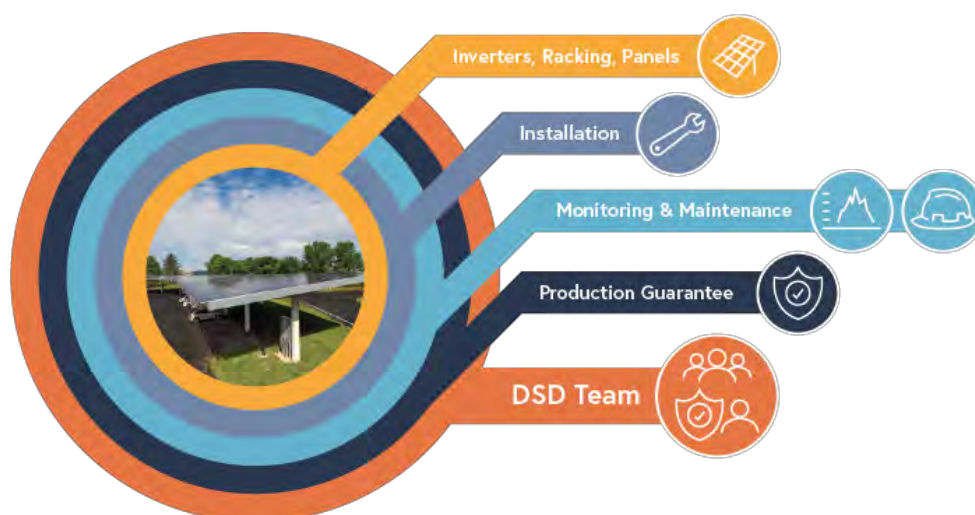 Inverters, Racking, Panels
Installation
Monitoring & Maintenance
Production Guarantee
DSD Team